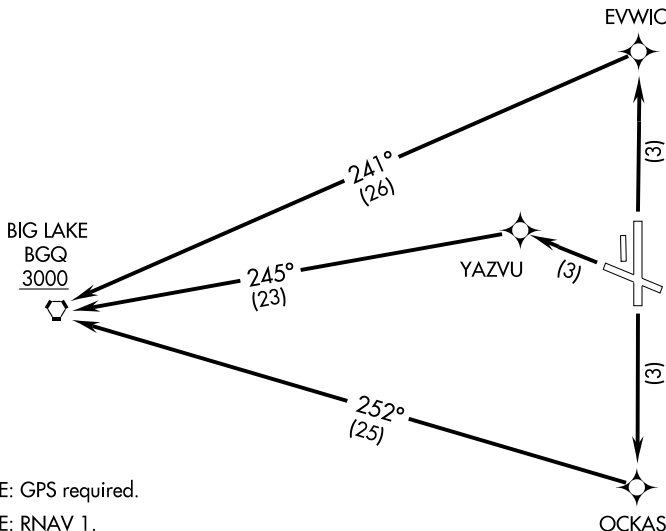 EVWIC
(3)
241°
(26)
BIG LAKE
BGQ
3000
245°
(23)
YAZVU
(3)
(3)
252°
(25)
E: GPS required.
E: RNAV 1.
OCKAS